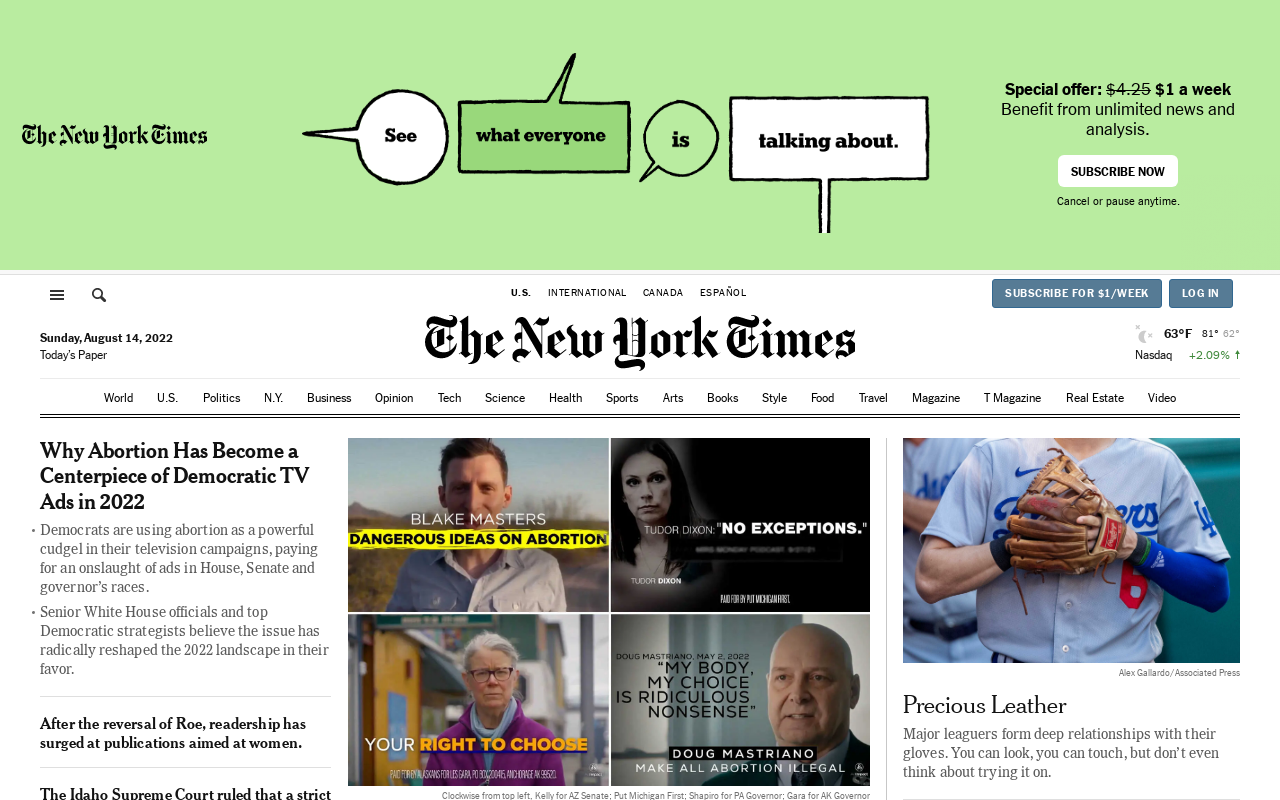 The New York Times
See
what everyone
is
talking about.
Special offer: $4.25 $1 a week
Benefit from unlimited news and
analysis.
SUBSCRIBE NOW
Cancel or pause anytime.
U.S. INTERNATIONAL CANADA ESPAÑOL
SUBSCRIBE FOR $1/WEEK LOG IN
Sunday, August 14, 2022
Today's Paper
The New York Times
63°F 81° 62°
Nasdaq +2.09% ↑
World U.S. Politics N.Y. Business Opinion Tech Science Health Sports Arts Books Style Food Travel Magazine T Magazine Real Estate Video
Why Abortion Has Become a
Centerpiece of Democratic TV
Ads in 2022
• Democrats are using abortion as a powerful
cudgel in their television campaigns, paying
for an onslaught of ads in House, Senate and
governor's races.
• Senior White House officials and top
Democratic strategists believe the issue has
radically reshaped the 2022 landscape in their
favor.
After the reversal of Roe, readership has
surged at publications aimed at women.
The Idaho Supreme Court ruled that a strict
BLAKE MASTERS
DANGEROUS IDEAS ON ABORTION
TUDOR DIXON: "NO EXCEPTIONS."
TUDOR DIXON
PAID FOR BY PUT MICHIGAN FIRST.
YOUR RIGHT TO CHOOSE
PAID FOR BY ALASKANS FOR LES GARA, PO BOX 200415, ANCHORAGE AK 99520.
DOUG MASTRIANO, MAY 2, 2022
"MY BODY,
MY CHOICE
IS RIDICULOUS
NONSENSE"
DOUG MASTRIANO
MAKE ALL ABORTION ILLEGAL
Clockwise from top left, Kelly for AZ Senate; Put Michigan First; Shapiro for PA Governor; Gara for AK Governor
6
Alex Gallardo/Associated Press
Precious Leather
Major leaguers form deep relationships with their
gloves. You can look, you can touch, but don't even
think about trying it on.